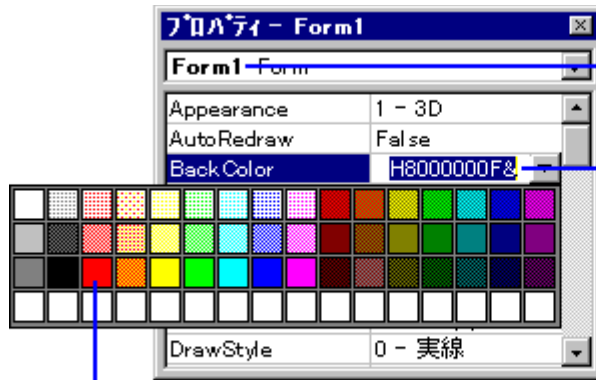 プロパティ - Form1
Form1 Form
Appearance 1 - 3D
AutoRedraw False
BackColor H8000000F&
DrawStyle 0 - 実線